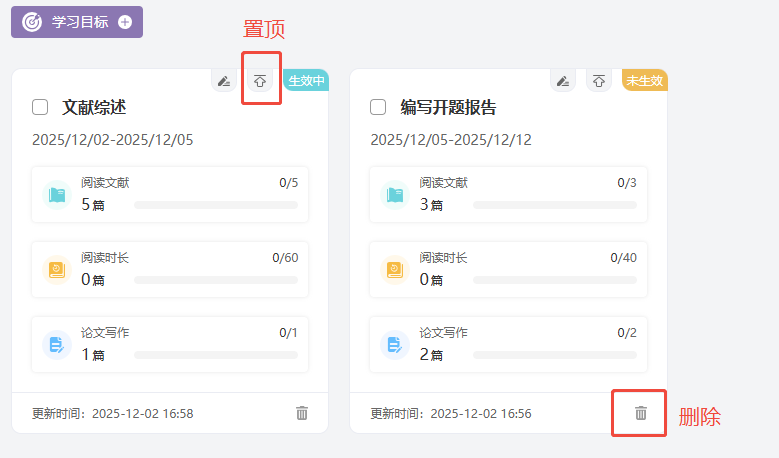 学习目标
置顶
生效中
文献综述
2025/12/02-2025/12/05
阅读文献 0/5
5篇
阅读时长 0/60
0篇
论文写作 0/1
1篇
更新时间：2025-12-02 16:58
未生效
编写开题报告
2025/12/05-2025/12/12
阅读文献 0/3
3篇
阅读时长 0/40
0篇
论文写作 0/2
2篇
更新时间：2025-12-02 16:56
删除